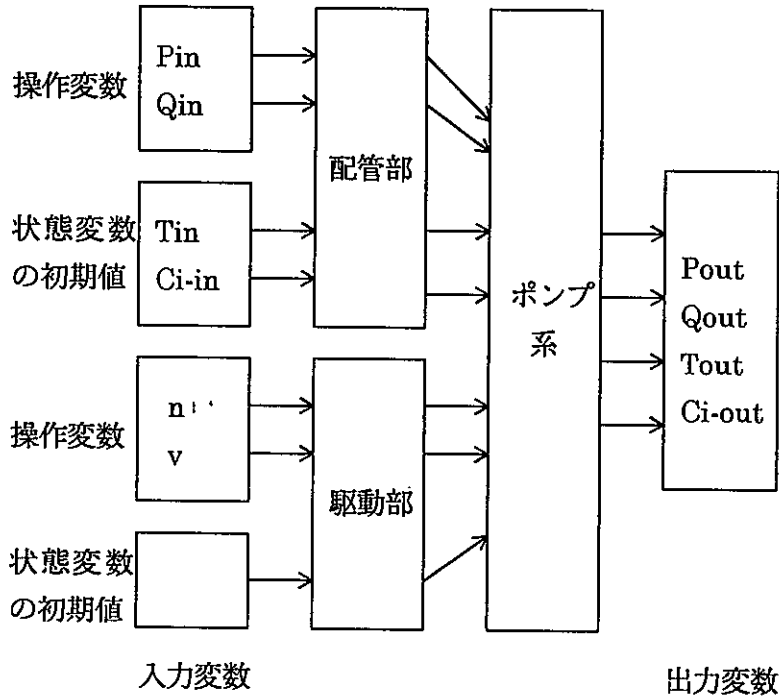 操作変数
Pin
Qin
配管部
状態変数
の初期値
Tin
Ci-in
ポンプ
系
Pout
Qout
Tout
Ci-out
操作変数
n
v
駆動部
状態変数
の初期値
入力変数
出力変数